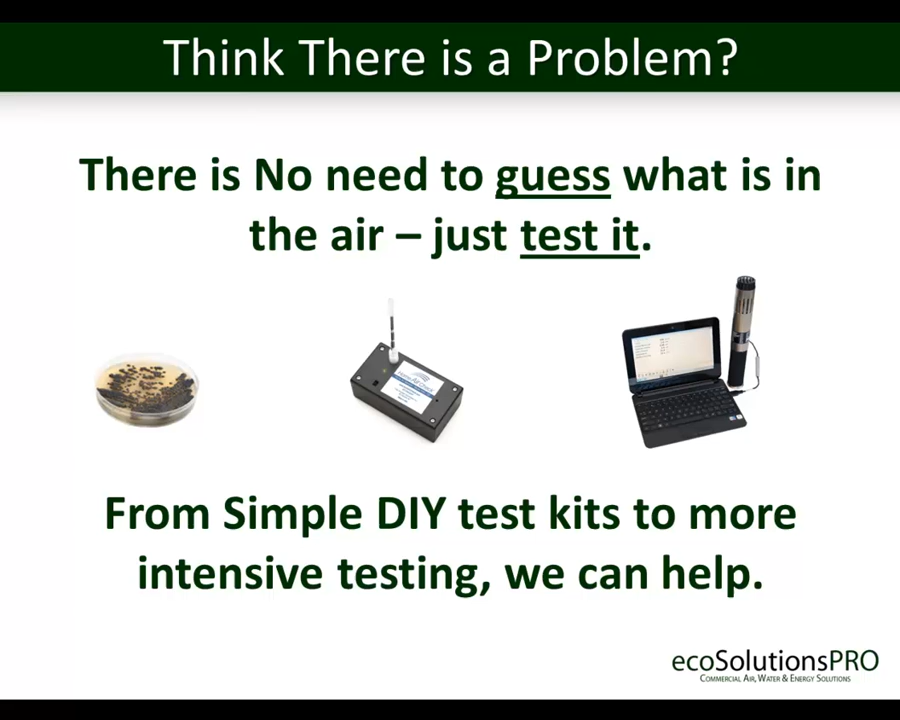 Think There is a Problem?
There is No need to guess what is in
the air – just test it.
From Simple DIY test kits to more
intensive testing, we can help.
ecoSolutionsPRO
Commercial Air, Water & Energy Solutions